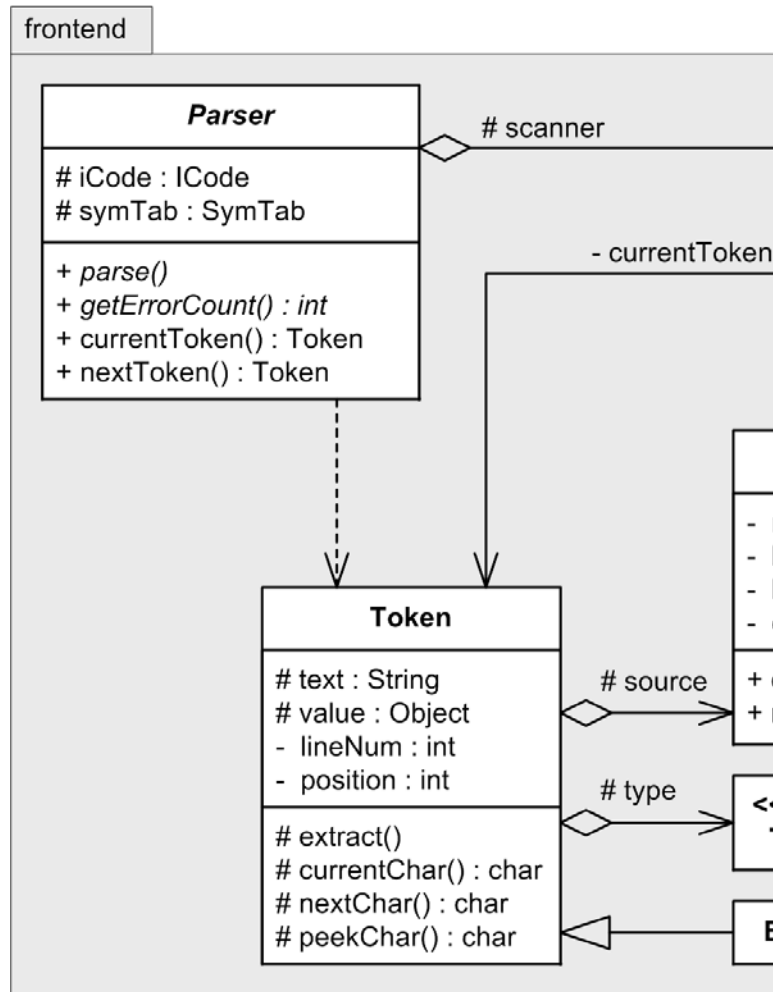 frontend
Parser
# scanner
# iCode : ICode
# symTab : SymTab
- currentToken
+ parse()
+ getErrorCount() : int
+ currentToken() : Token
+ nextToken() : Token
Token
# text : String
# value : Object
- lineNum : int
- position : int
# source
# type
# extract()
# currentChar() : char
# nextChar() : char
# peekChar() : char